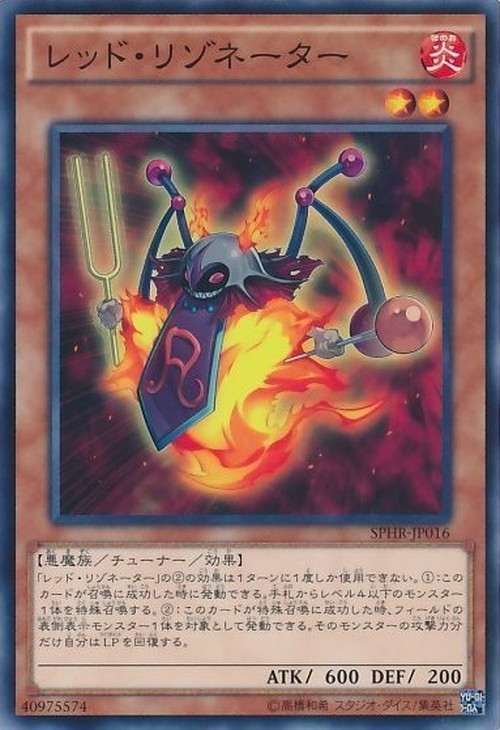 レッド・リゾネーター
炎
SPHR-JP016
【悪魔族／チューナー／効果】
「レッド・リゾネーター」の②の効果は1ターンに1度しか使用できない。①：この
カードが召喚に成功した時に発動できる。手札からレベル4以下のモンスター
1体を特殊召喚する。②：このカードが特殊召喚に成功した時、フィールドの
表側表示モンスター1体を対象として発動できる。そのモンスターの攻撃力分
だけ自分はLPを回復する。
ATK/ 600 DEF/ 200
40975574
©高橋和希 スタジオ・ダイス/集英社